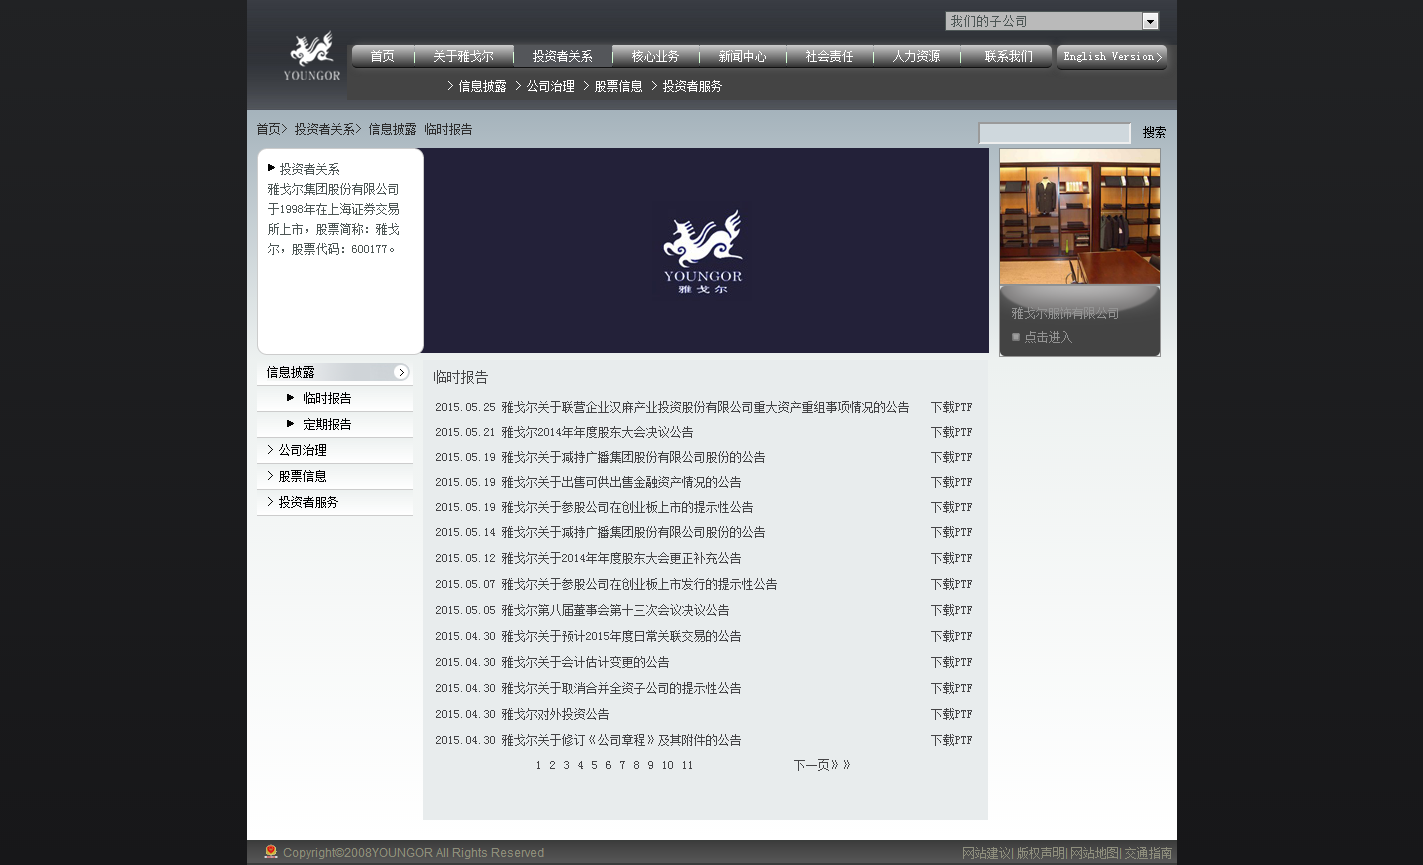 我们的子公司
YOUNGOR
首页 关于雅戈尔 投资者关系 核心业务 新闻中心 社会责任 人力资源 联系我们 English Version>
> 信息披露 > 公司治理 > 股票信息 > 投资者服务
首页> 投资者关系> 信息披露 临时报告
搜索
投资者关系
雅戈尔集团股份有限公司
于1998年在上海证券交易
所上市，股票简称：雅戈
尔，股票代码：600177。
YOUNGOR
雅戈尔
雅戈尔服饰有限公司
点击进入
信息披露
临时报告
定期报告
> 公司治理
> 股票信息
> 投资者服务
临时报告
2015.05.25 雅戈尔关于联营企业汉麻产业投资股份有限公司重大资产重组事项情况的公告 下载PTF
2015.05.21 雅戈尔2014年年度股东大会决议公告 下载PTF
2015.05.19 雅戈尔关于减持广播集团股份有限公司股份的公告 下载PTF
2015.05.19 雅戈尔关于出售可供出售金融资产情况的公告 下载PTF
2015.05.19 雅戈尔关于参股公司在创业板上市的提示性公告 下载PTF
2015.05.14 雅戈尔关于减持广播集团股份有限公司股份的公告 下载PTF
2015.05.12 雅戈尔关于2014年年度股东大会更正补充公告 下载PTF
2015.05.07 雅戈尔关于参股公司在创业板上市发行的提示性公告 下载PTF
2015.05.05 雅戈尔第八届董事会第十三次会议决议公告 下载PTF
2015.04.30 雅戈尔关于预计2015年度日常关联交易的公告 下载PTF
2015.04.30 雅戈尔关于会计估计变更的公告 下载PTF
2015.04.30 雅戈尔关于取消合并全资子公司的提示性公告 下载PTF
2015.04.30 雅戈尔对外投资公告 下载PTF
2015.04.30 雅戈尔关于修订《公司章程》及其附件的公告 下载PTF
1 2 3 4 5 6 7 8 9 10 11 下一页》》
Copyright©2008YOUNGOR All Rights Reserved
网站建议| 版权声明| 网站地图| 交通指南